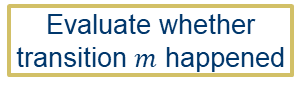 Evaluate whether
transition m happened